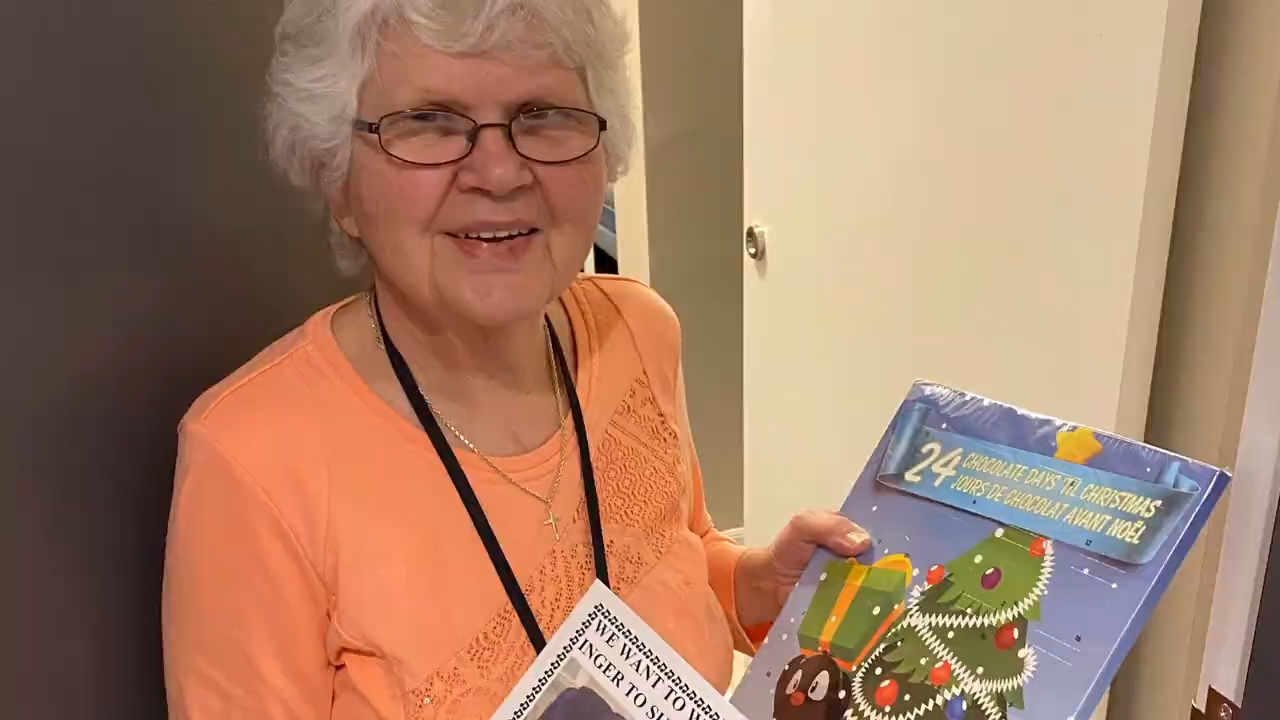 24 CHOCOLATE DAYS 'TIL CHRISTMAS
JOURS DE CHOCOLAT AVANT NOËL
WE WANT TO
INGER TO